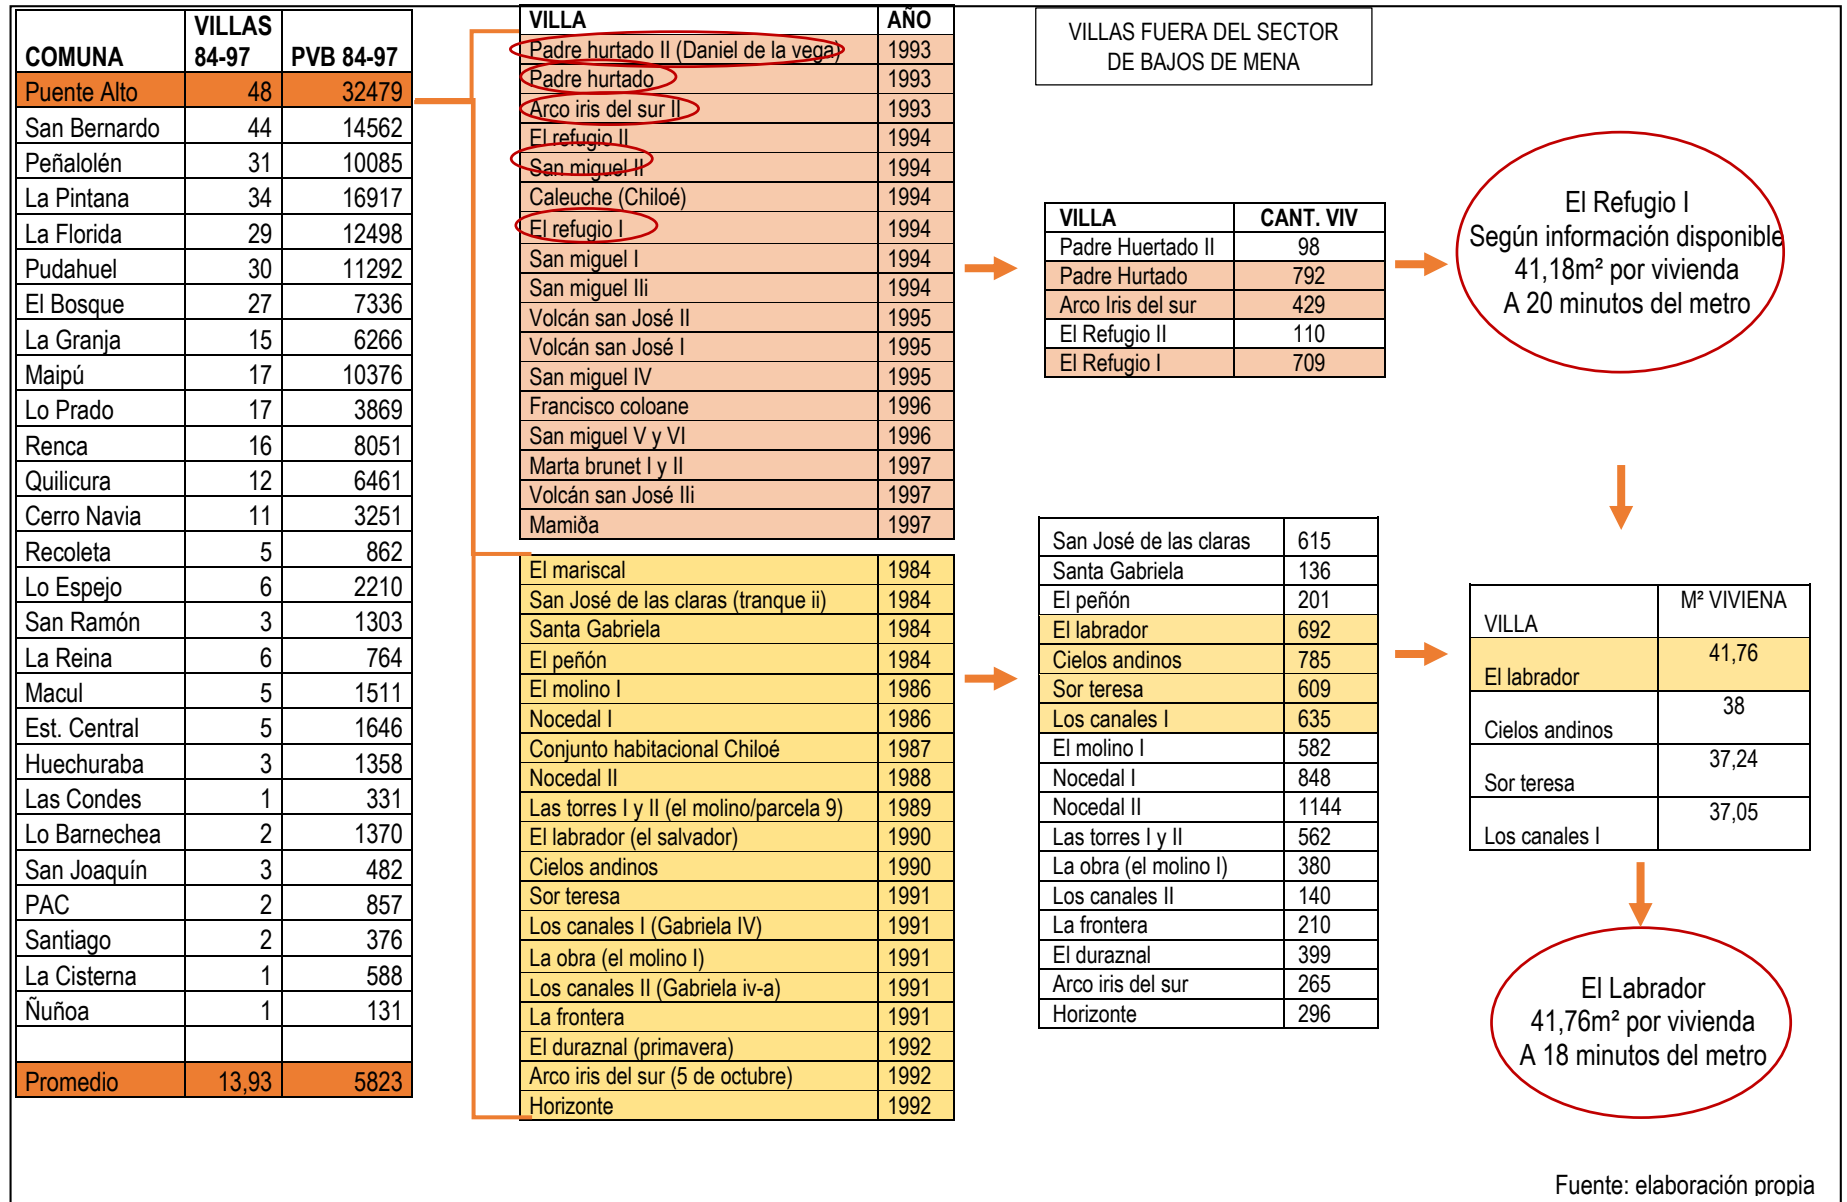 COMUNA VILLAS 84-97 PVB 84-97
Puente Alto 48 32479
San Bernardo 44 14562
Peñalolén 31 10085
La Pintana 34 16917
La Florida 29 12498
Pudahuel 30 11292
El Bosque 27 7336
La Granja 15 6266
Maipú 17 10376
Lo Prado 17 3869
Renca 16 8051
Quilicura 12 6461
Cerro Navia 11 3251
Recoleta 5 862
Lo Espejo 6 2210
San Ramón 3 1303
La Reina 6 764
Macul 5 1511
Est. Central 5 1646
Huechuraba 3 1358
Las Condes 1 331
Lo Barnechea 2 1370
San Joaquín 3 482
PAC 2 857
Santiago 2 376
La Cisterna 1 588
Ñuñoa 1 131
Promedio 13,93 5823
VILLA AÑO
Padre hurtado II (Daniel de la vega) 1993
Padre hurtado 1993
Arco iris del sur II 1993
El refugio II 1994
San miguel II 1994
Caleuche (Chiloé) 1994
El refugio I 1994
San miguel I 1994
San miguel IIi 1994
Volcán san José II 1995
Volcán san José I 1995
San miguel IV 1995
Francisco coloane 1996
San miguel V y VI 1996
Marta brunet I y II 1997
Volcán san José IIi 1997
Mamiða 1997
El mariscal 1984
San José de las claras (tranque ii) 1984
Santa Gabriela 1984
El peñón 1984
El molino I 1986
Nocedal I 1986
Conjunto habitacional Chiloé 1987
Nocedal II 1988
Las torres I y II (el molino/parcela 9) 1989
El labrador (el salvador) 1990
Cielos andinos 1990
Sor teresa 1991
Los canales I (Gabriela IV) 1991
La obra (el molino I) 1991
Los canales II (Gabriela iv-a) 1991
La frontera 1991
El duraznal (primavera) 1992
Arco iris del sur (5 de octubre) 1992
Horizonte 1992
VILLAS FUERA DEL SECTOR
DE BAJOS DE MENA
VILLA CANT. VIV
Padre Huertado II 98
Padre Hurtado 792
Arco Iris del sur 429
El Refugio II 110
El Refugio I 709
El Refugio I
Según información disponible
41,18m² por vivienda
A 20 minutos del metro
San José de las claras 615
Santa Gabriela 136
El peñón 201
El labrador 692
Cielos andinos 785
Sor teresa 609
Los canales I 635
El molino I 582
Nocedal I 848
Nocedal II 1144
Las torres I y II 562
La obra (el molino I) 380
Los canales II 140
La frontera 210
El duraznal 399
Arco iris del sur 265
Horizonte 296
VILLA M² VIVIENA
El labrador 41,76
Cielos andinos 38
Sor teresa 37,24
Los canales I 37,05
El Labrador
41,76m² por vivienda
A 18 minutos del metro
Fuente: elaboración propia